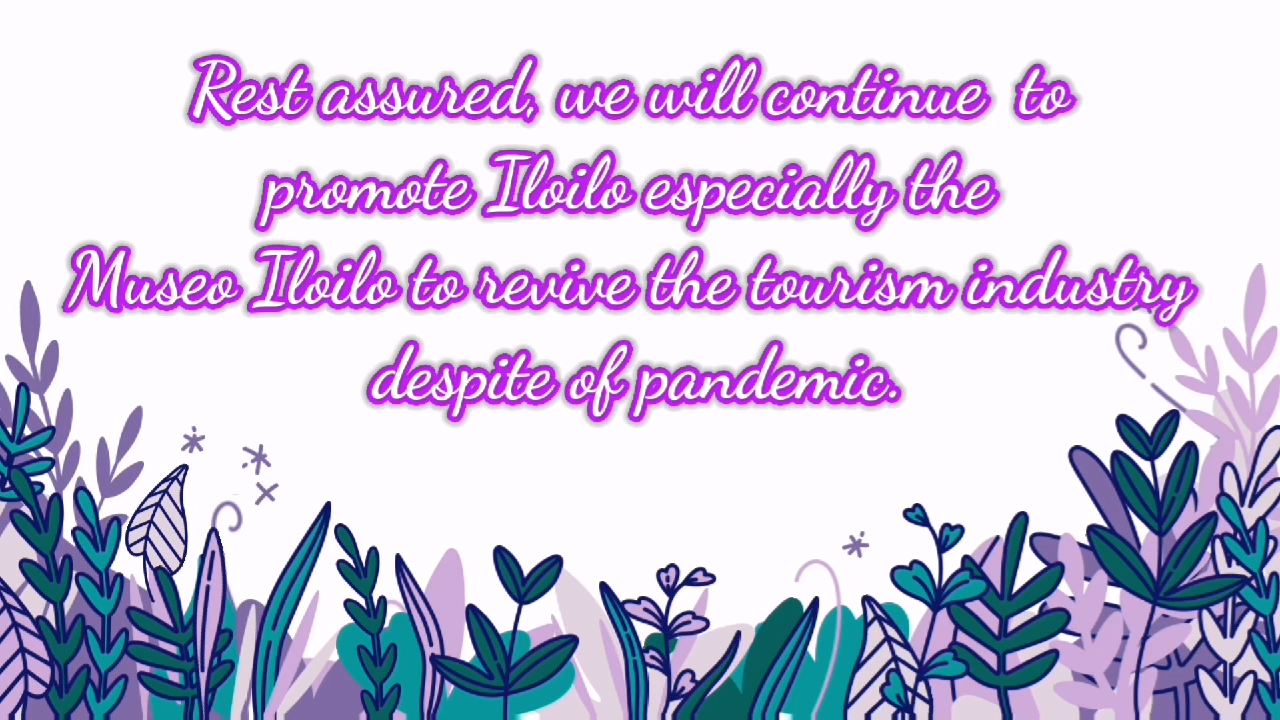 Rest assured, we will continue to
promote Iloilo especially the
Museo Iloilo to revive the tourism industry
despite of pandemic.